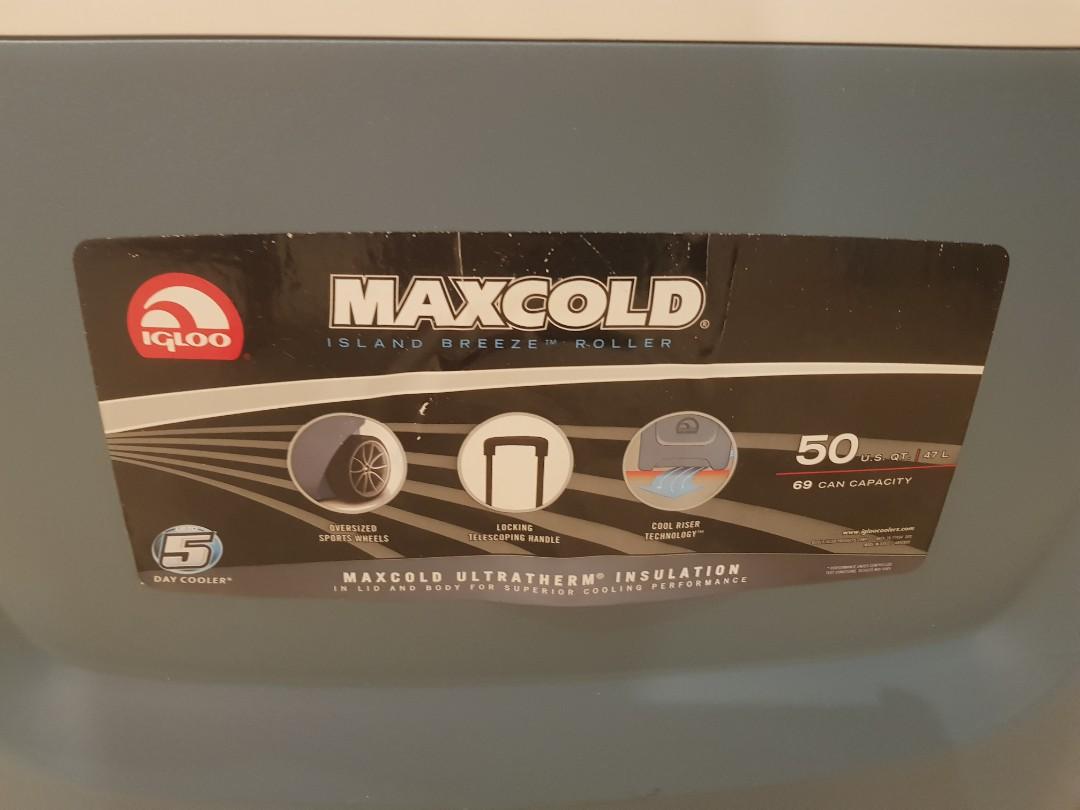 IGLOO
MAXCOLD®
ISLAND BREEZE™ ROLLER
OVERSIZED
SPORTS WHEELS
LOCKING
TELESCOPING HANDLE
COOL RISER
TECHNOLOGY™
50 U.S. QT. | 47 L
69 CAN CAPACITY
5
DAY COOLER*
www.igloocoolers.com
MAXCOLD ULTRATHERM® INSULATION
IN LID AND BODY FOR SUPERIOR COOLING PERFORMANCE